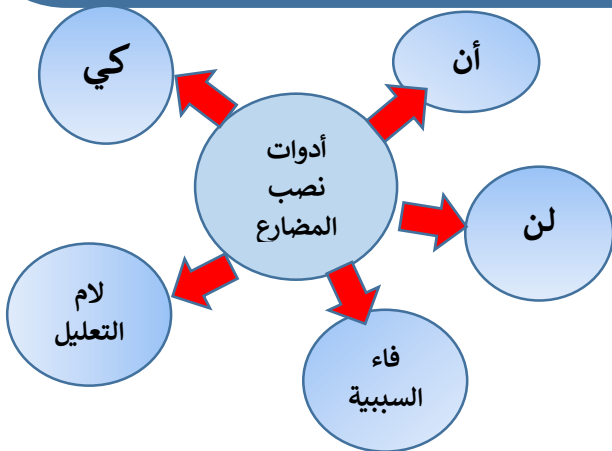 أدوات
نصب
المضارع
أن
لن
فاء
السببية
لام
التعليل
كي